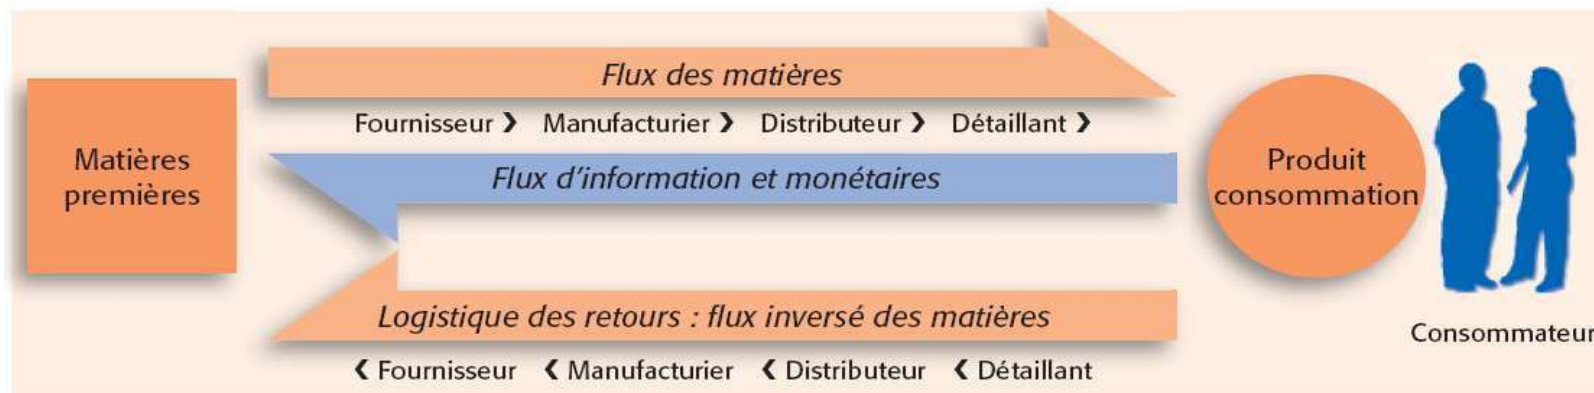 Flux des matières
Fournisseur ❯ Manufacturier ❯ Distributeur ❯ Détaillant ❯
Matières
premières
Flux d’information et monétaires
Produit
consommation
Logistique des retours : flux inversé des matières
❮ Fournisseur ❮ Manufacturier ❮ Distributeur ❮ Détaillant
Consommateur